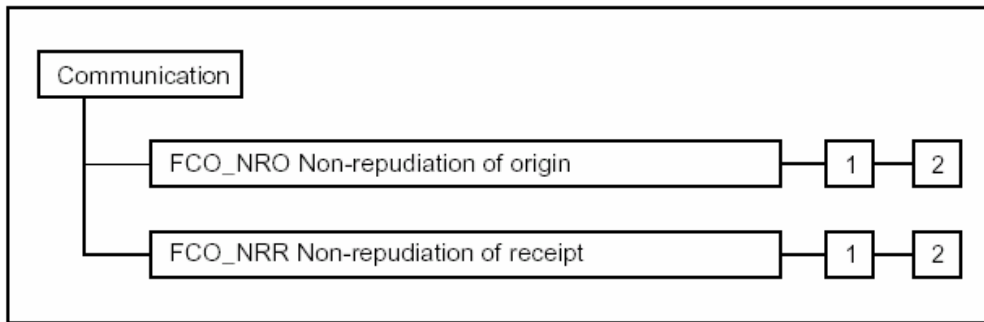 Communication
FCO_NRO Non-repudiation of origin 1 2
FCO_NRR Non-repudiation of receipt 1 2